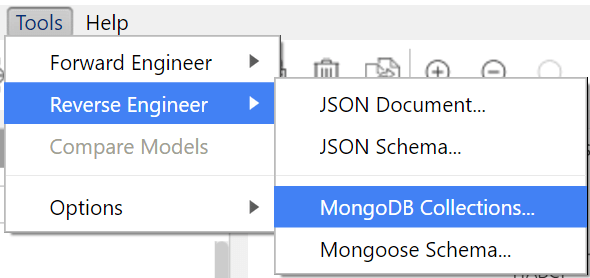 Tools Help
Forward Engineer
Reverse Engineer
Compare Models
Options
JSON Document...
JSON Schema...
MongoDB Collections...
Mongoose Schema...